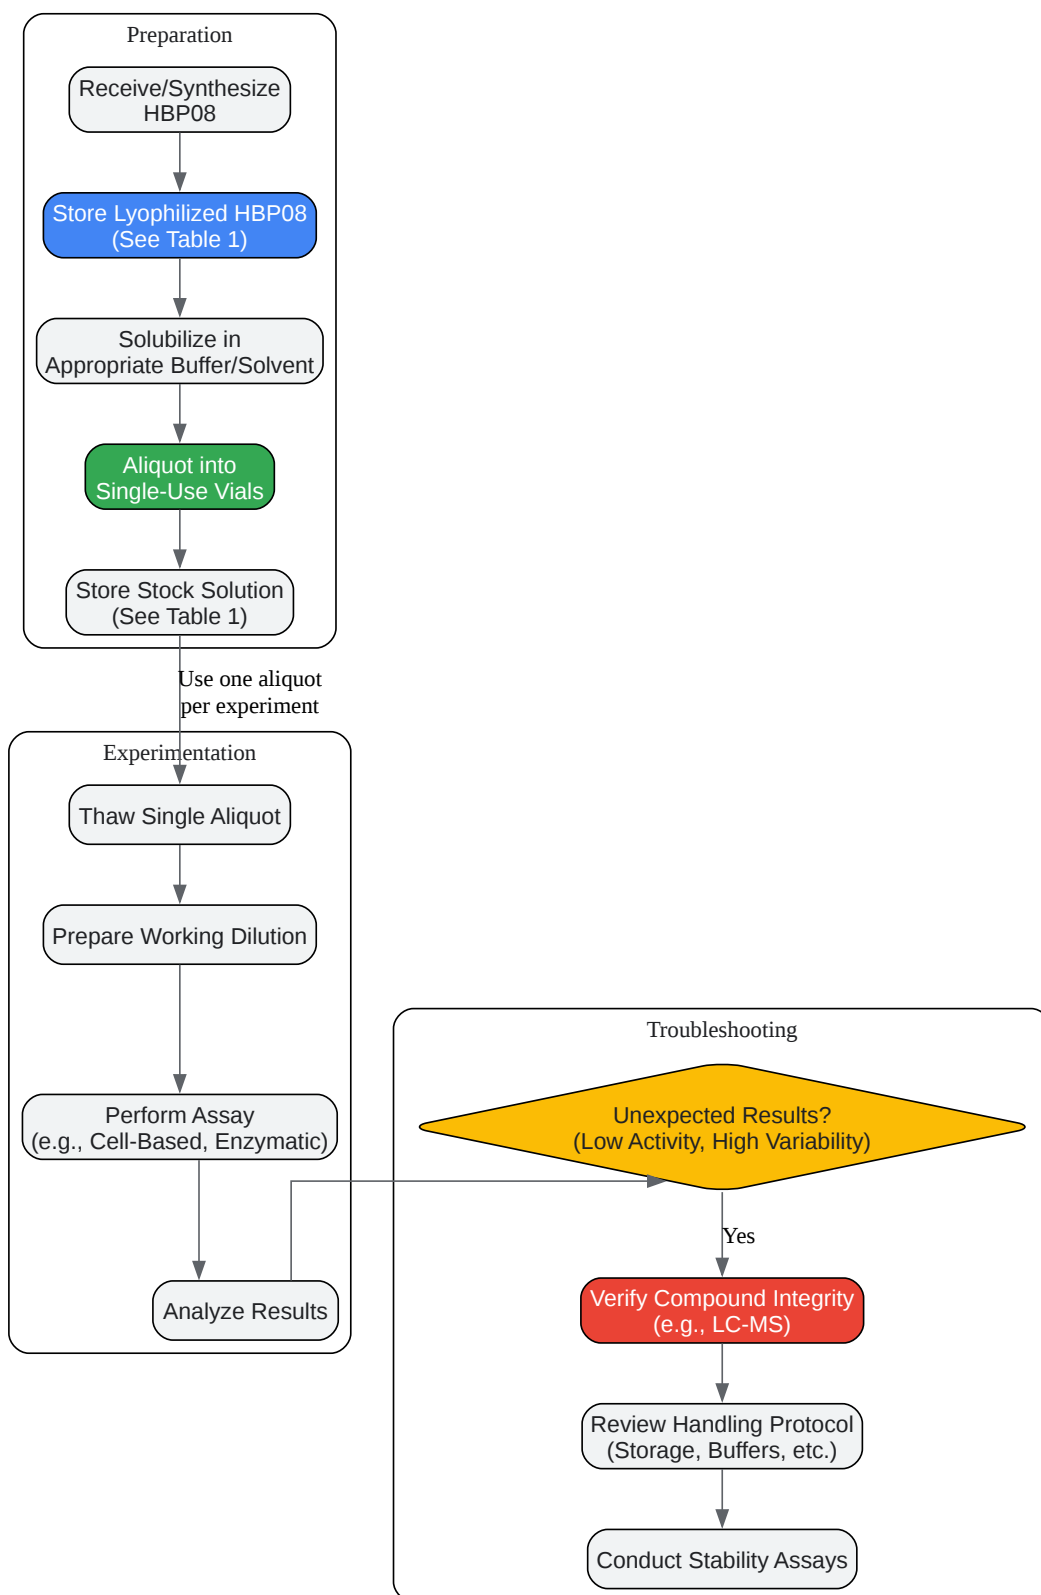 Preparation
Receive/Synthesize
HBP08
Store Lyophilized HBP08
(See Table 1)
Solubilize in
Appropriate Buffer/Solvent
Aliquot into
Single-Use Vials
Store Stock Solution
(See Table 1)
Use one aliquot
per experiment
Experimentation
Thaw Single Aliquot
Prepare Working Dilution
Perform Assay
(e.g., Cell-Based, Enzymatic)
Analyze Results
Troubleshooting
Unexpected Results?
(Low Activity, High Variability)
Yes
Verify Compound Integrity
(e.g., LC-MS)
Review Handling Protocol
(Storage, Buffers, etc.)
Conduct Stability Assays